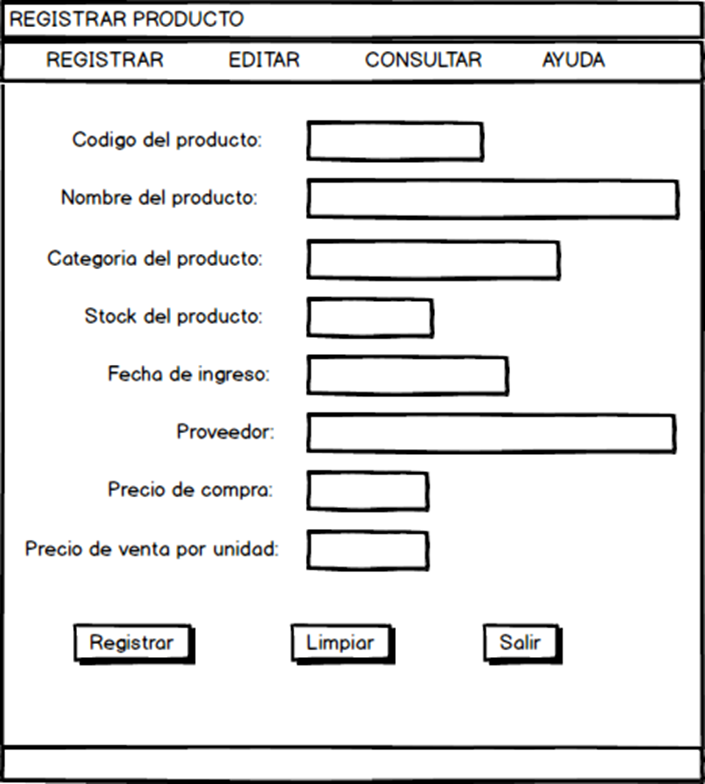 REGISTRAR PRODUCTO
REGISTRAR EDITAR CONSULTAR AYUDA
Codigo del producto:
Nombre del producto:
Categoria del producto:
Stock del producto:
Fecha de ingreso:
Proveedor:
Precio de compra:
Precio de venta por unidad:
Registrar Limpiar Salir